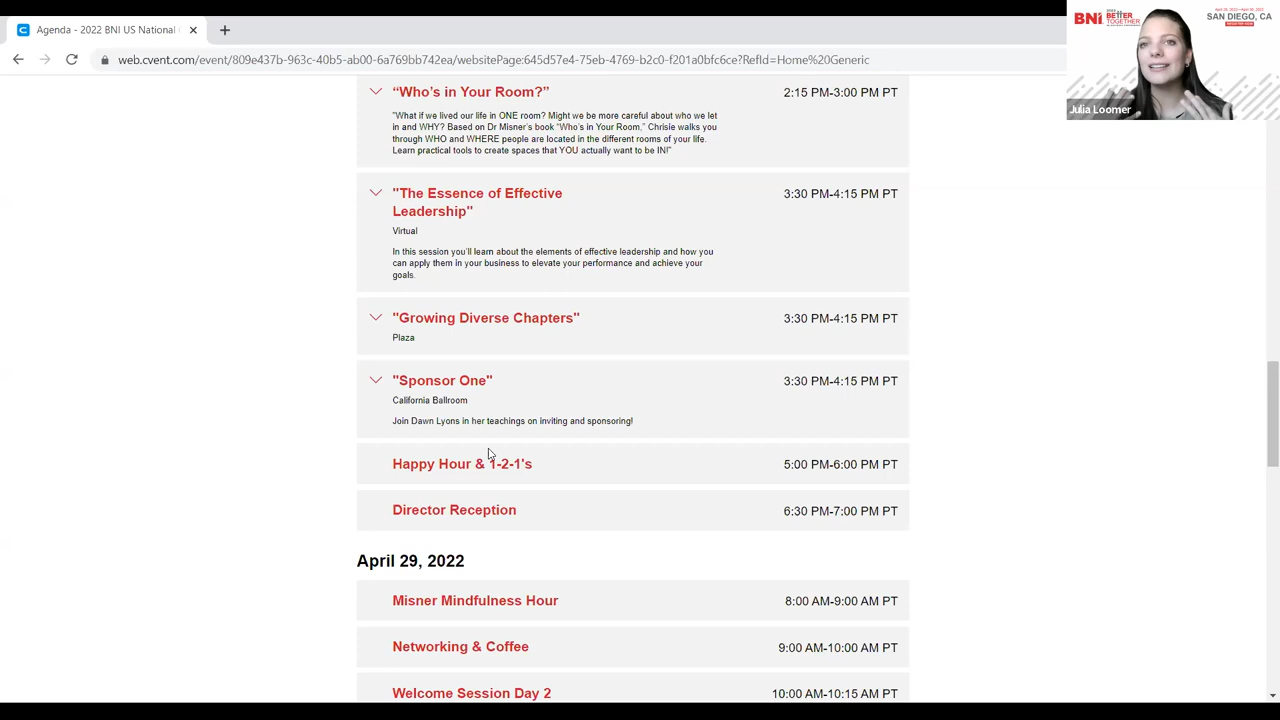 Agenda - 2022 BNI US National
web.cvent.com/event/809e437b-963c-40b5-ab00-6a769bb742ea/websitePage:645d57e4-75eb-4769-b2c0-f201a0bfc6ce?RefId=Home%20Generic
BNI BETTER TOGETHER
SAN DIEGO, CA
REGISTER NOW
Julia Loomer
“Who's in Your Room?” 2:15 PM-3:00 PM PT
"What if we lived our life in ONE room? Might we be more careful about who we let
in and WHY? Based on Dr Misner's book “Who's in Your Room,” Chrisie walks you
through WHO and WHERE people are located in the different rooms of your life.
Learn practical tools to create spaces that YOU actually want to be IN!"
"The Essence of Effective 3:30 PM-4:15 PM PT
Leadership"
Virtual
In this session you'll learn about the elements of effective leadership and how you
can apply them in your business to elevate your performance and achieve your
goals.
"Growing Diverse Chapters" 3:30 PM-4:15 PM PT
Plaza
"Sponsor One" 3:30 PM-4:15 PM PT
California Ballroom
Join Dawn Lyons in her teachings on inviting and sponsoring!
Happy Hour & 1-2-1's 5:00 PM-6:00 PM PT
Director Reception 6:30 PM-7:00 PM PT
April 29, 2022
Misner Mindfulness Hour 8:00 AM-9:00 AM PT
Networking & Coffee 9:00 AM-10:00 AM PT
Welcome Session Day 2 10:00 AM-10:15 AM PT